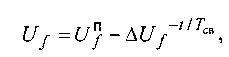 U_f = U_f^п − ΔU_f^{−t/T_св},